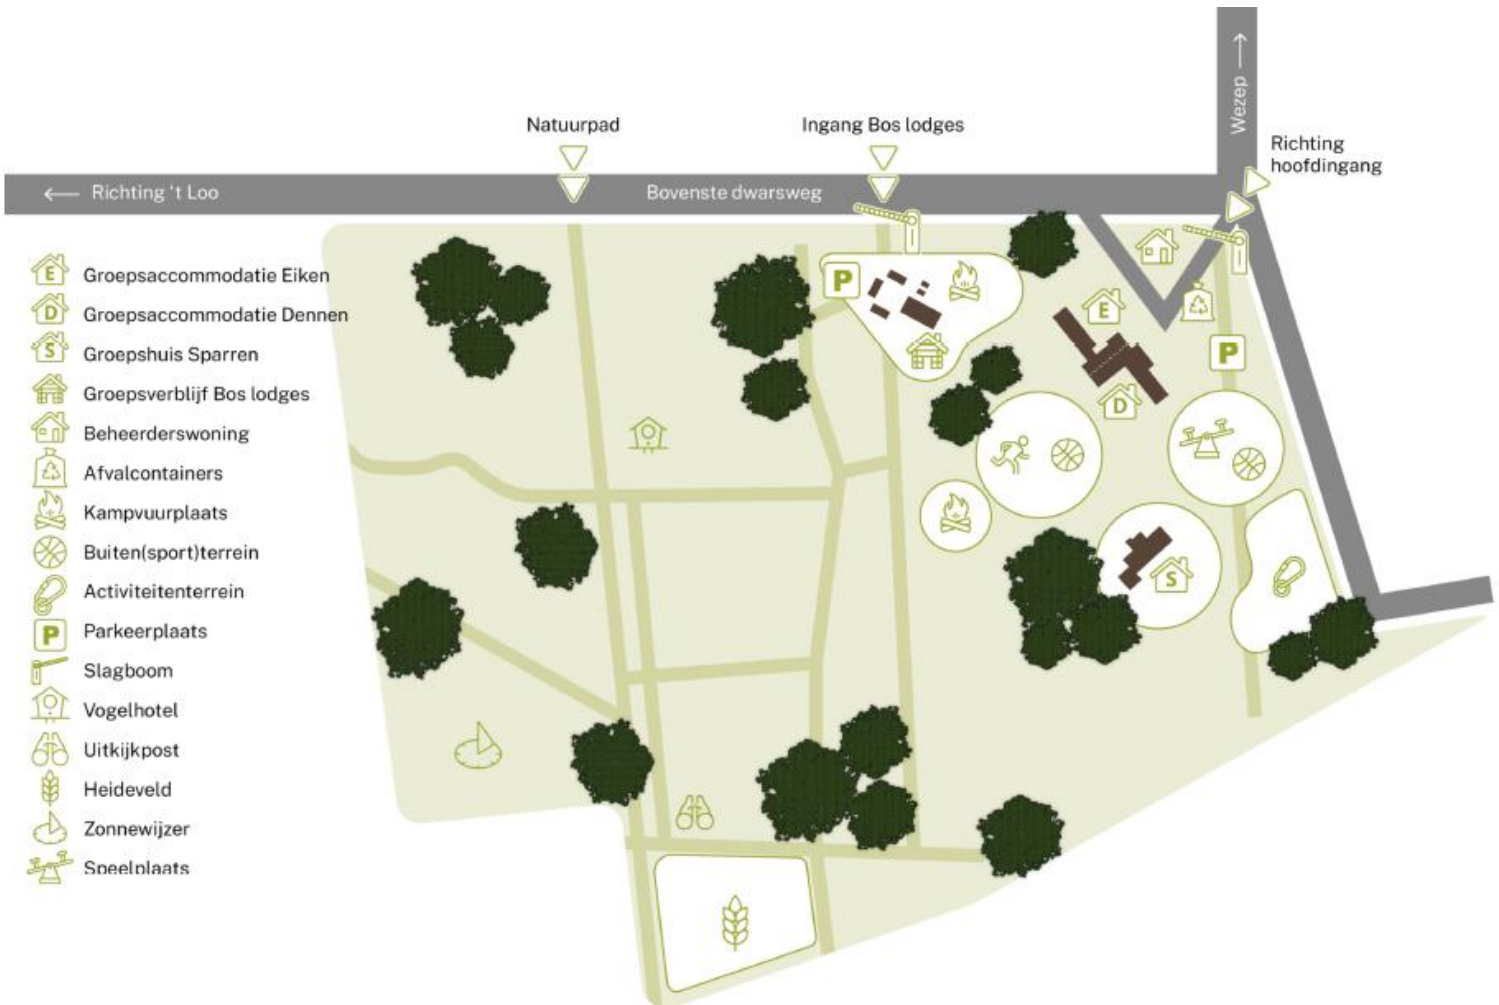 Wezep
Natuurpad
Ingang Bos lodges
Richting
hoofdingang
Richting ‘t Loo
Bovenste dwarsweg
E Groepsaccommodatie Eiken
D Groepsaccommodatie Dennen
S Groepshuis Sparren
Groepsverblijf Bos lodges
Beheerderswoning
Afvalcontainers
Kampvuurplaats
Buiten(sport)terrein
Activiteitenterrein
P Parkeerplaats
Slagboom
Vogelhotel
Uitkijkpost
Heideveld
Zonnewijzer
Speelplaats
P
E
P
D
S